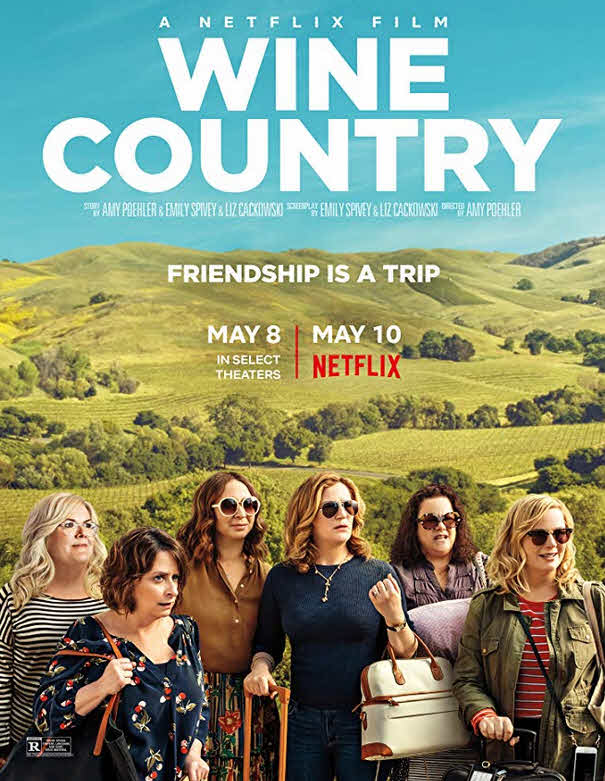 A NETFLIX FILM
WINE
COUNTRY
STORY BY AMY POEHLER & EMILY SPIVEY & LIZ CACKOWSKI SCREENPLAY BY EMILY SPIVEY & LIZ CACKOWSKI DIRECTED BY AMY POEHLER
FRIENDSHIP IS A TRIP
MAY 8
IN SELECT
THEATERS
MAY 10
NETFLIX
R